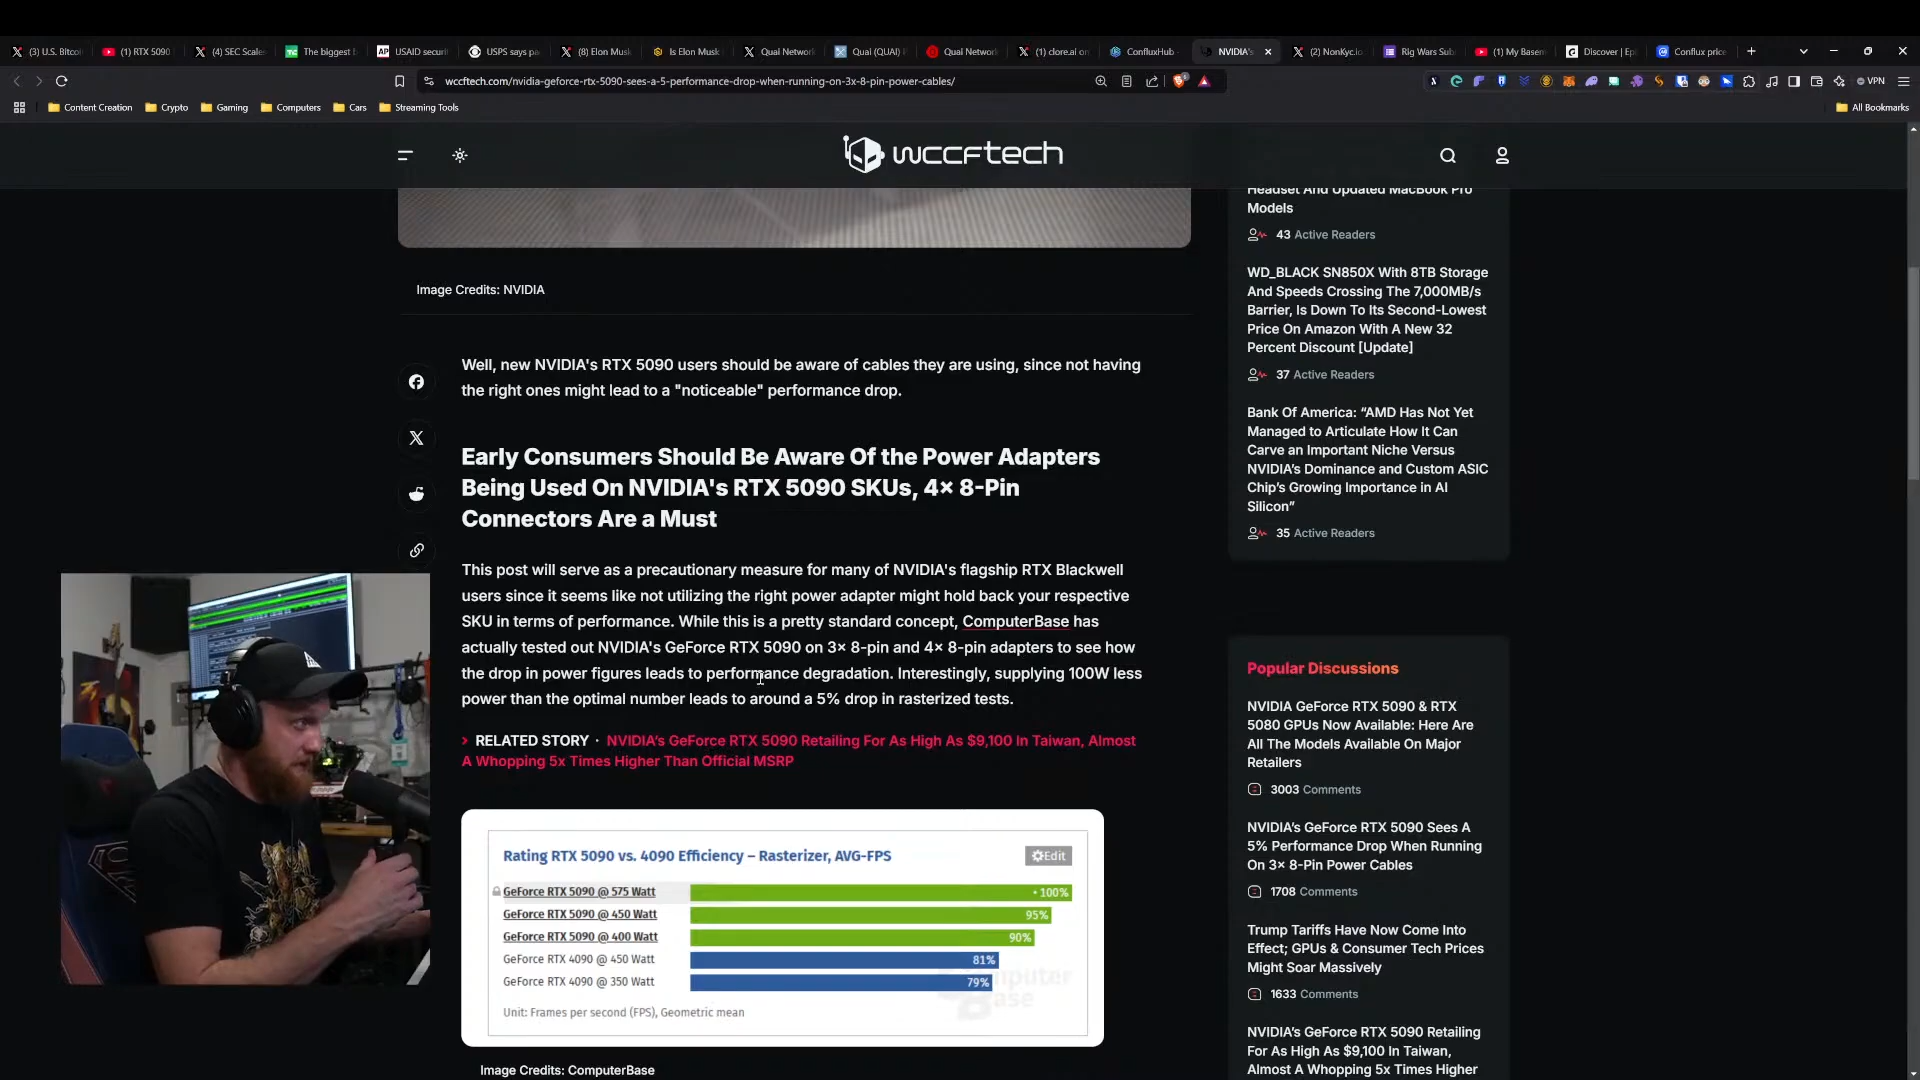 (3) U.S. Bitco
(1) RTX 5090
(4) SEC Scale
The biggest
USAID securi
USPS says pa
(8) Elon Musk
Is Elon Musk
Quai Network
Quai (QUAI) P
Quai Network
(1) clore.ai on
ConfluxHub
NVIDIA's
(2) NonKyc.io
Rig Wars Sub
(1) My Basem
Discover | Ep
Conflux price
wccftech.com/nvidia-geforce-rtx-5090-sees-a-5-performance-drop-when-running-on-3x-8-pin-power-cables/
VPN
Content Creation
Crypto
Gaming
Computers
Cars
Streaming Tools
All Bookmarks
wccftech
Image Credits: NVIDIA
Well, new NVIDIA's RTX 5090 users should be aware of cables they are using, since not having
the right ones might lead to a "noticeable" performance drop.
Early Consumers Should Be Aware Of the Power Adapters
Being Used On NVIDIA's RTX 5090 SKUs, 4× 8-Pin
Connectors Are a Must
This post will serve as a precautionary measure for many of NVIDIA's flagship RTX Blackwell
users since it seems like not utilizing the right power adapter might hold back your respective
SKU in terms of performance. While this is a pretty standard concept, ComputerBase has
actually tested out NVIDIA's GeForce RTX 5090 on 3× 8-pin and 4× 8-pin adapters to see how
the drop in power figures leads to performance degradation. Interestingly, supplying 100W less
power than the optimal number leads to around a 5% drop in rasterized tests.
RELATED STORY · NVIDIA's GeForce RTX 5090 Retailing For As High As $9,100 In Taiwan, Almost
A Whopping 5x Times Higher Than Official MSRP
Rating RTX 5090 vs. 4090 Efficiency – Rasterizer, AVG-FPS
Edit
GeForce RTX 5090 @ 575 Watt
100%
GeForce RTX 5090 @ 450 Watt
95%
GeForce RTX 5090 @ 400 Watt
90%
GeForce RTX 4090 @ 450 Watt
81%
GeForce RTX 4090 @ 350 Watt
79%
Unit: Frames per second (FPS), Geometric mean
Image Credits: ComputerBase
Headset And Updated MacBook Pro
Models
43 Active Readers
WD_BLACK SN850X With 8TB Storage
And Speeds Crossing The 7,000MB/s
Barrier, Is Down To Its Second-Lowest
Price On Amazon With A New 32
Percent Discount [Update]
37 Active Readers
Bank Of America: “AMD Has Not Yet
Managed to Articulate How It Can
Carve an Important Niche Versus
NVIDIA’s Dominance and Custom ASIC
Chip’s Growing Importance in AI
Silicon”
35 Active Readers
Popular Discussions
NVIDIA GeForce RTX 5090 & RTX
5080 GPUs Now Available: Here Are
All The Models Available On Major
Retailers
3003 Comments
NVIDIA’s GeForce RTX 5090 Sees A
5% Performance Drop When Running
On 3× 8-Pin Power Cables
1708 Comments
Trump Tariffs Have Now Come Into
Effect; GPUs & Consumer Tech Prices
Might Soar Massively
1633 Comments
NVIDIA’s GeForce RTX 5090 Retailing
For As High As $9,100 In Taiwan,
Almost A Whopping 5x Times Higher